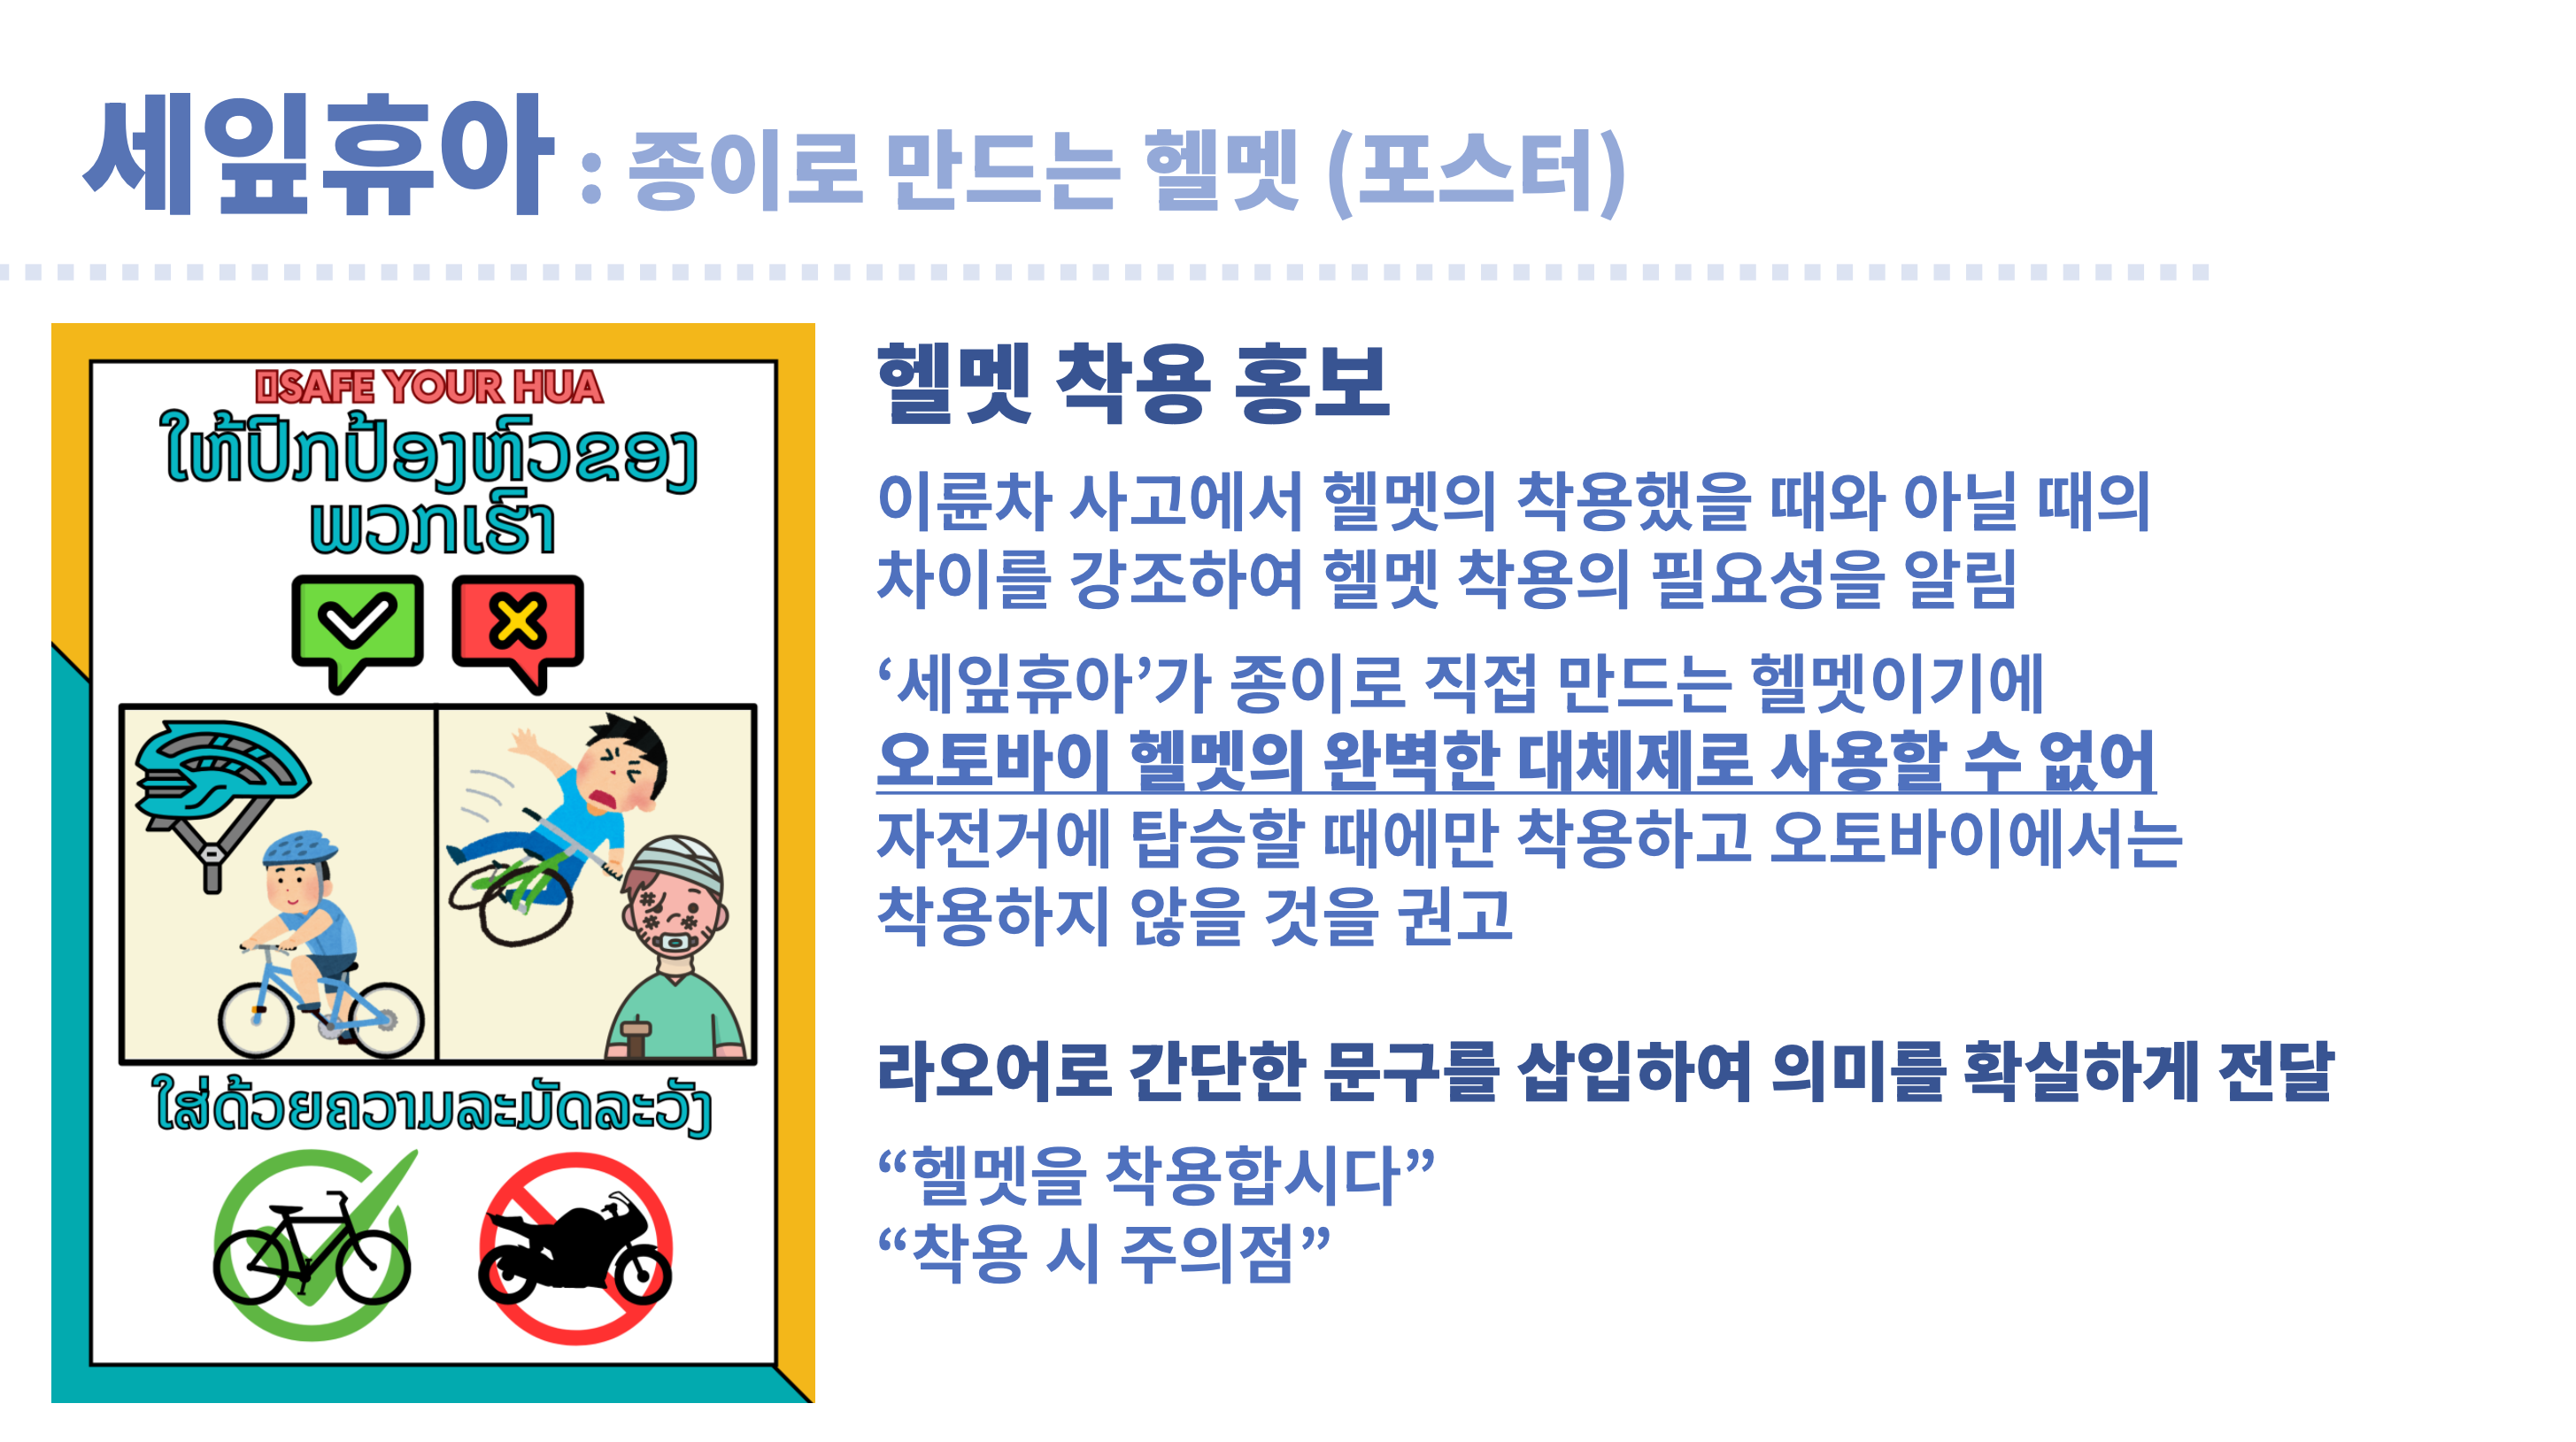 세잎휴아 : 종이로 만드는 헬멧 (포스터)
SAFE YOUR HUA
ໃຫ້ປົກປ້ອງຫົວຂອງ
ພວກເຮົາ
ໃສ່ດ້ວຍຄວາມລະມັດລະວັງ
헬멧 착용 홍보
이륜차 사고에서 헬멧의 착용했을 때와 아닐 때의
차이를 강조하여 헬멧 착용의 필요성을 알림
‘세잎휴아’가 종이로 직접 만드는 헬멧이기에
오토바이 헬멧의 완벽한 대체제로 사용할 수 없어
자전거에 탑승할 때에만 착용하고 오토바이에서는
착용하지 않을 것을 권고
라오어로 간단한 문구를 삽입하여 의미를 확실하게 전달
“헬멧을 착용합시다”
“착용 시 주의점”